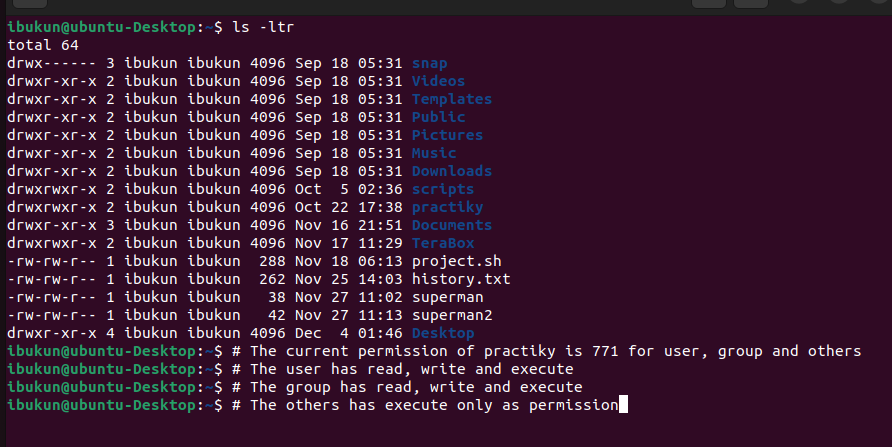 ibukun@ubuntu-Desktop:~$ ls -ltr
total 64
drwx------ 3 ibukun ibukun 4096 Sep 18 05:31 snap
drwxr-xr-x 2 ibukun ibukun 4096 Sep 18 05:31 Videos
drwxr-xr-x 2 ibukun ibukun 4096 Sep 18 05:31 Templates
drwxr-xr-x 2 ibukun ibukun 4096 Sep 18 05:31 Public
drwxr-xr-x 2 ibukun ibukun 4096 Sep 18 05:31 Pictures
drwxr-xr-x 2 ibukun ibukun 4096 Sep 18 05:31 Music
drwxr-xr-x 2 ibukun ibukun 4096 Sep 18 05:31 Downloads
drwxrwxr-x 2 ibukun ibukun 4096 Oct  5 02:36 scripts
drwxrwxr-x 2 ibukun ibukun 4096 Oct 22 17:38 practiky
drwxr-xr-x 3 ibukun ibukun 4096 Nov 16 21:51 Documents
drwxrwxr-x 2 ibukun ibukun 4096 Nov 17 11:29 TeraBox
-rw-rw-r-- 1 ibukun ibukun  288 Nov 18 06:13 project.sh
-rw-rw-r-- 1 ibukun ibukun  262 Nov 25 14:03 history.txt
-rw-rw-r-- 1 ibukun ibukun   38 Nov 27 11:02 superman
-rw-rw-r-- 1 ibukun ibukun   42 Nov 27 11:13 superman2
drwxr-xr-x 4 ibukun ibukun 4096 Dec  4 01:46 Desktop
ibukun@ubuntu-Desktop:~$ # The current permission of practiky is 771 for user, group and others
ibukun@ubuntu-Desktop:~$ # The user has read, write and execute
ibukun@ubuntu-Desktop:~$ # The group has read, write and execute
ibukun@ubuntu-Desktop:~$ # The others has execute only as permission